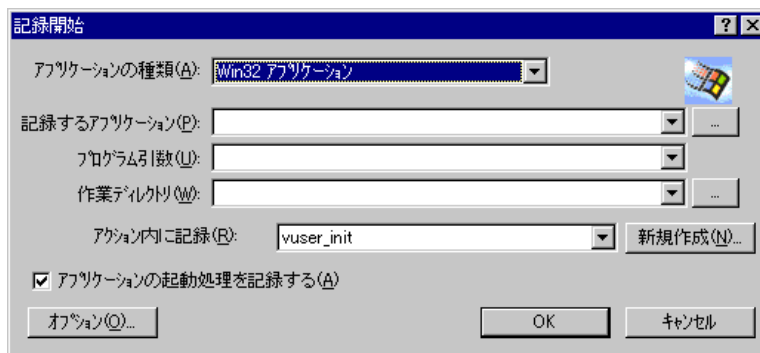 記録開始
アプリケーションの種類(A): Win32 アプリケーション
記録するアプリケーション(P): ...
プログラム引数(U):
作業ディレクトリ(W): ...
アクション内に記録(R): vuser_init 新規作成(N)...
アプリケーションの起動処理を記録する(A)
オプション(O)... OK キャンセル